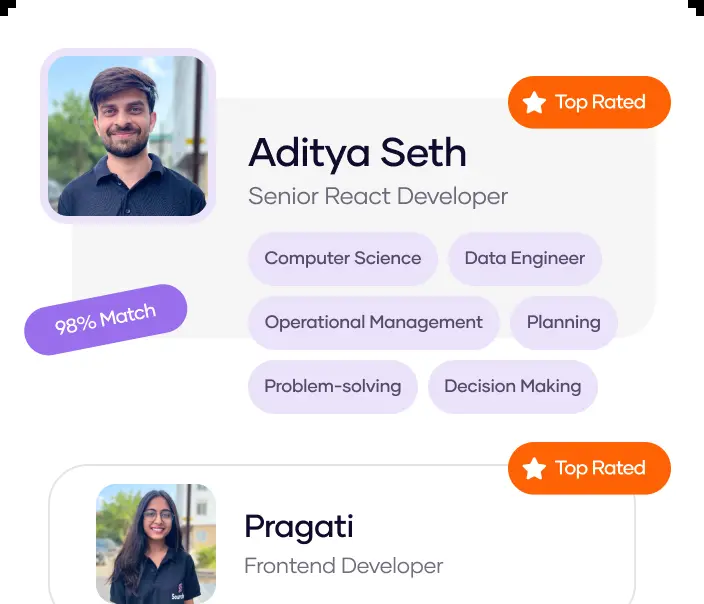 Top Rated
Aditya Seth
Senior React Developer
Computer Science
Data Engineer
98% Match
Operational Management
Planning
Problem-solving
Decision Making
Top Rated
Pragati
Frontend Developer